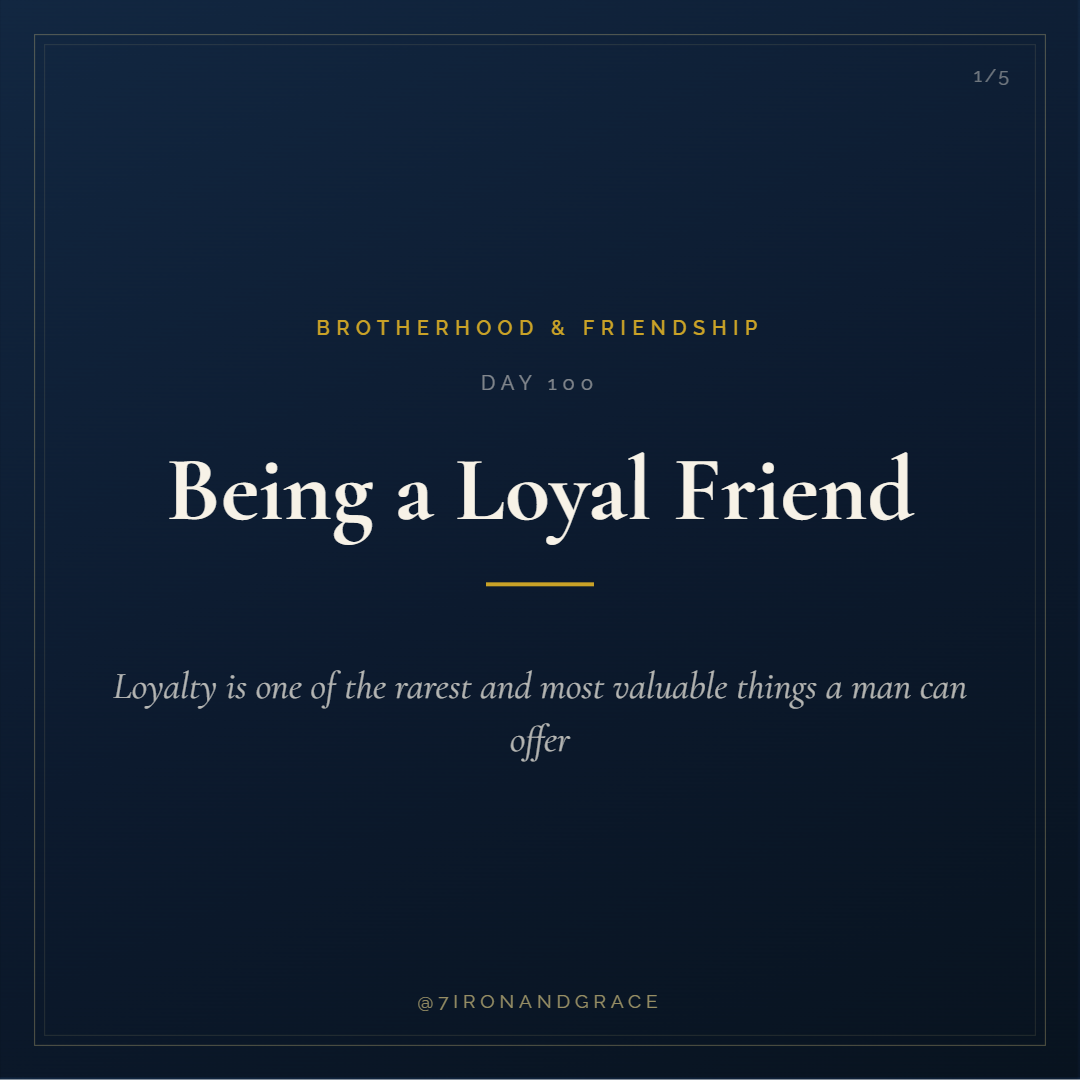 1/5
BROTHERHOOD & FRIENDSHIP
DAY 100
Being a Loyal Friend
Loyalty is one of the rarest and most valuable things a man can
offer
@7IRONANDGRACE